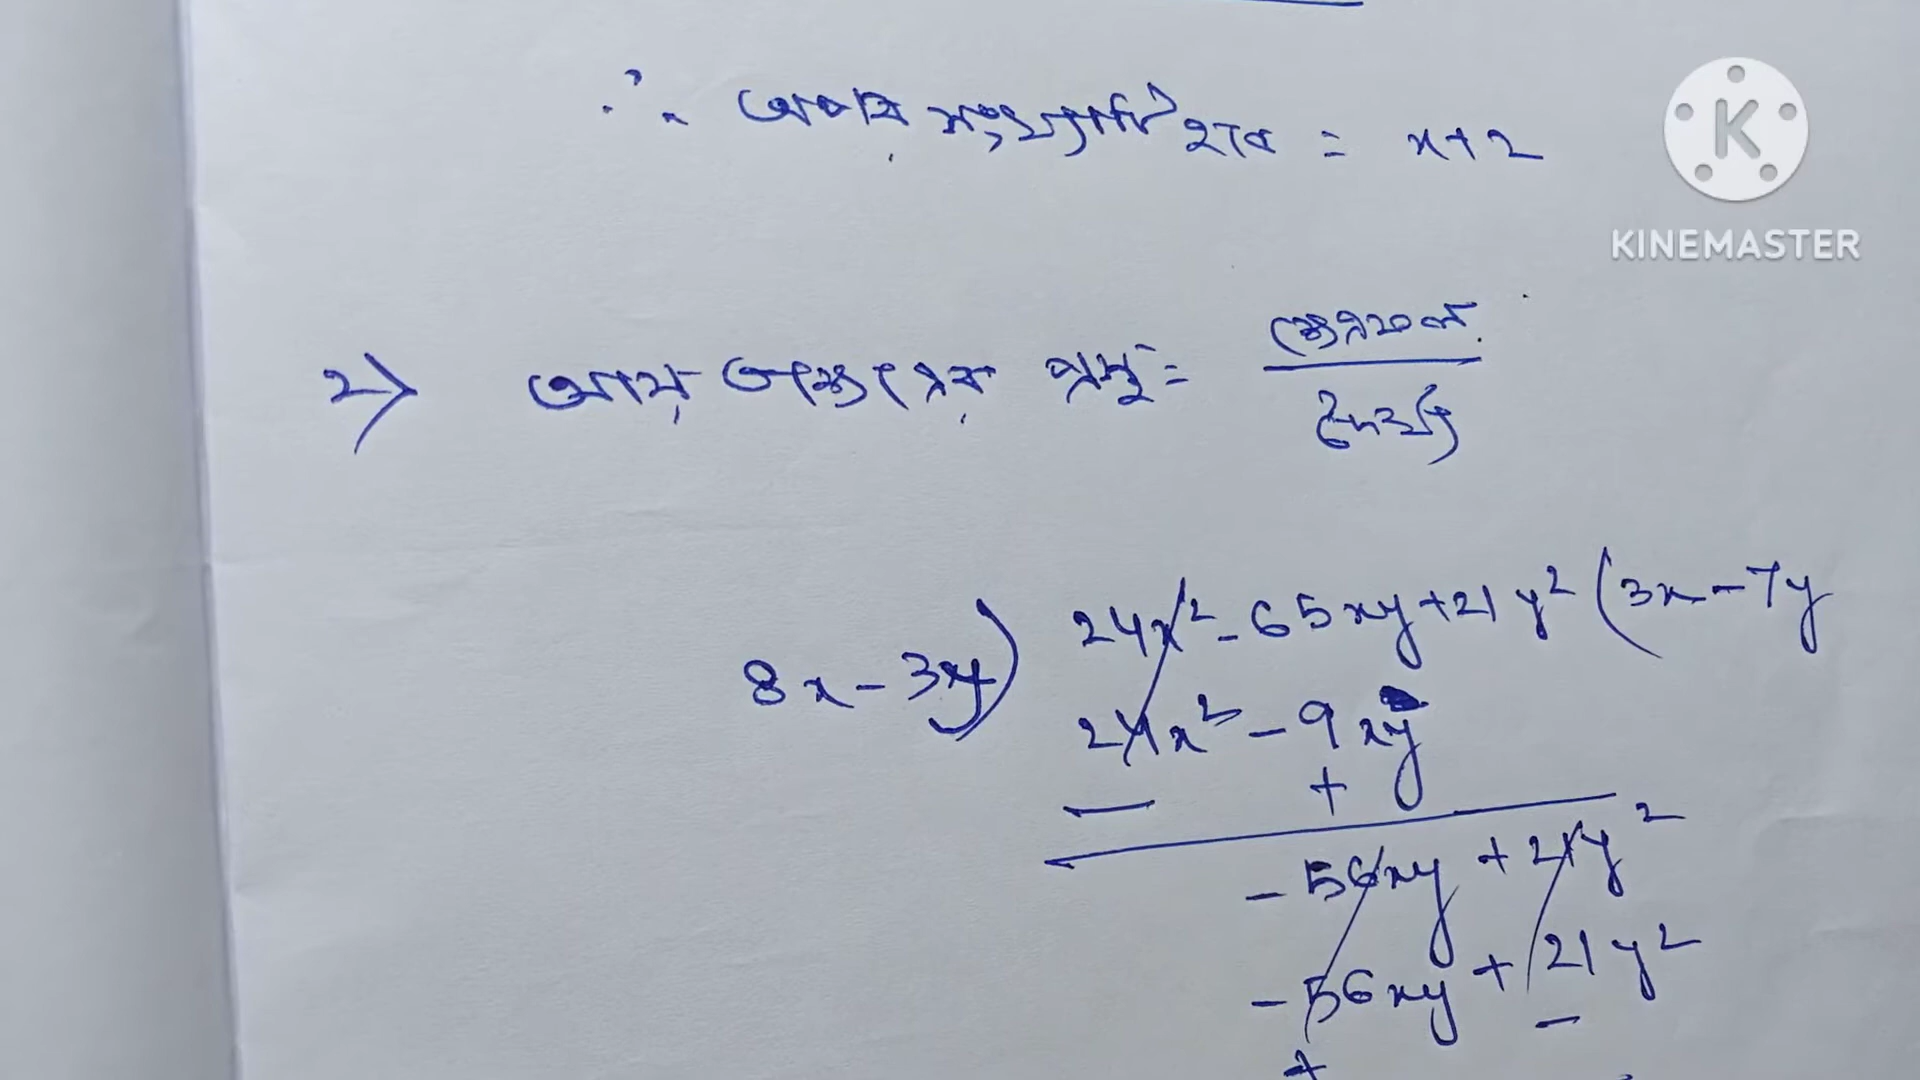 ∴ অপর সংখ্যাটি হবে = x+2
KINEMASTER
2> আয়তক্ষেত্রের প্রস্থ = ক্ষেত্রফল / দৈর্ঘ্য
8x - 3y) 24x² - 65xy + 21y² (3x - 7y
24x² - 9xy
— +
- 56xy + 21y²
- 56xy + 21y²
+ —